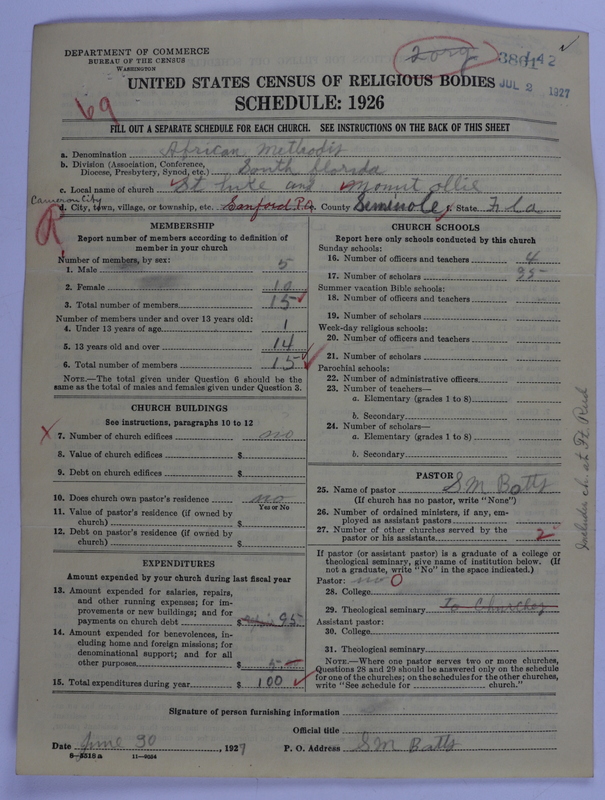 DEPARTMENT OF COMMERCE
BUREAU OF THE CENSUS
WASHINGTON
2 org
JUL 2 1927
UNITED STATES CENSUS OF RELIGIOUS BODIES
SCHEDULE: 1926
69
FILL OUT A SEPARATE SCHEDULE FOR EACH CHURCH. SEE INSTRUCTIONS ON THE BACK OF THIS SHEET
a. Denomination African Methodis
b. Division (Association, Conference, Diocese, Presbytery, Synod, etc.) South florida
c. Local name of church St luke and Mount ollie
Cameron City
d. City, town, village, or township, etc. Sanford P.O. County Seminole, State Fla
R
MEMBERSHIP
Report number of members according to definition of
member in your church
Number of members, by sex:
1. Male 5
2. Female 10
3. Total number of members 15
Number of members under and over 13 years old:
4. Under 13 years of age 1
5. 13 years old and over 14
6. Total number of members 15
NOTE.—The total given under Question 6 should be
same as the total of males and females given under Question 3.
CHURCH BUILDINGS
See instructions, paragraphs 10 to 12
x 7. Number of church edifices no
8. Value of church edifices $
9. Debt on church edifices $
10. Does church own pastor's residence no
Yes or No
11. Value of pastor's residence (if owned by
church) $
12. Debt on pastor's residence (if owned by
church) $
EXPENDITURES
Amount expended by your church during last fiscal year
13. Amount expended for salaries, repairs,
and other running expenses; for im-
provements or new buildings; and for
payments on church debt $ 95
14. Amount expended for benevolences, in-
cluding home and foreign missions; for
denominational support; and for all
other purposes $ 5
15. Total expenditures during year $ 100
CHURCH SCHOOLS
Report here only schools conducted by this church
Sunday schools:
16. Number of officers and teachers 4
17. Number of scholars 35
Summer vacation Bible schools:
18. Number of officers and teachers
19. Number of scholars
Week-day religious schools:
20. Number of officers and teachers
21. Number of scholars
Parochial schools:
22. Number of administrative officers
23. Number of teachers—
a. Elementary (grades 1 to 8)
b. Secondary
24. Number of scholars—
a. Elementary (grades 1 to 8)
b. Secondary
PASTOR
25. Name of pastor S M Batts
(If church has no pastor, write "None")
26. Number of ordained ministers, if any, em-
ployed as assistant pastors
27. Number of other churches served by the
pastor or his assistants 2
If pastor (or assistant pastor) is a graduate of a college or
theological seminary, give name of institution below. (If
not a graduate, write "No" in the space indicated.)
Pastor: no O
28. College
29. Theological seminary To Churches
Assistant pastor:
30. College
31. Theological seminary
NOTE.—Where one pastor serves two or more churches,
Questions 28 and 29 should be answered only on the schedule
for one of the churches; on the schedules for the other churches,
write "See schedule for church."
Includes ch. at Ft. Reed
Signature of person furnishing information
Official title
Date June 30, 1927 P. O. Address S M Batts
8-2518a 11-9034